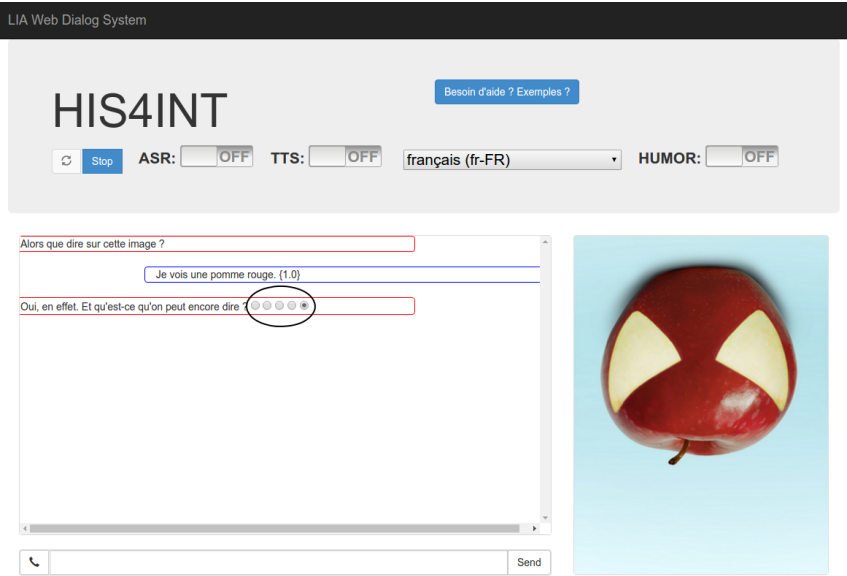 LIA Web Dialog System
Besoin d'aide ? Exemples ?
HIS4INT
Stop ASR: OFF TTS: OFF français (fr-FR) HUMOR: OFF
Alors que dire sur cette image ?
Je vois une pomme rouge. {1.0}
Oui, en effet. Et qu'est-ce qu'on peut encore dire ?
Send